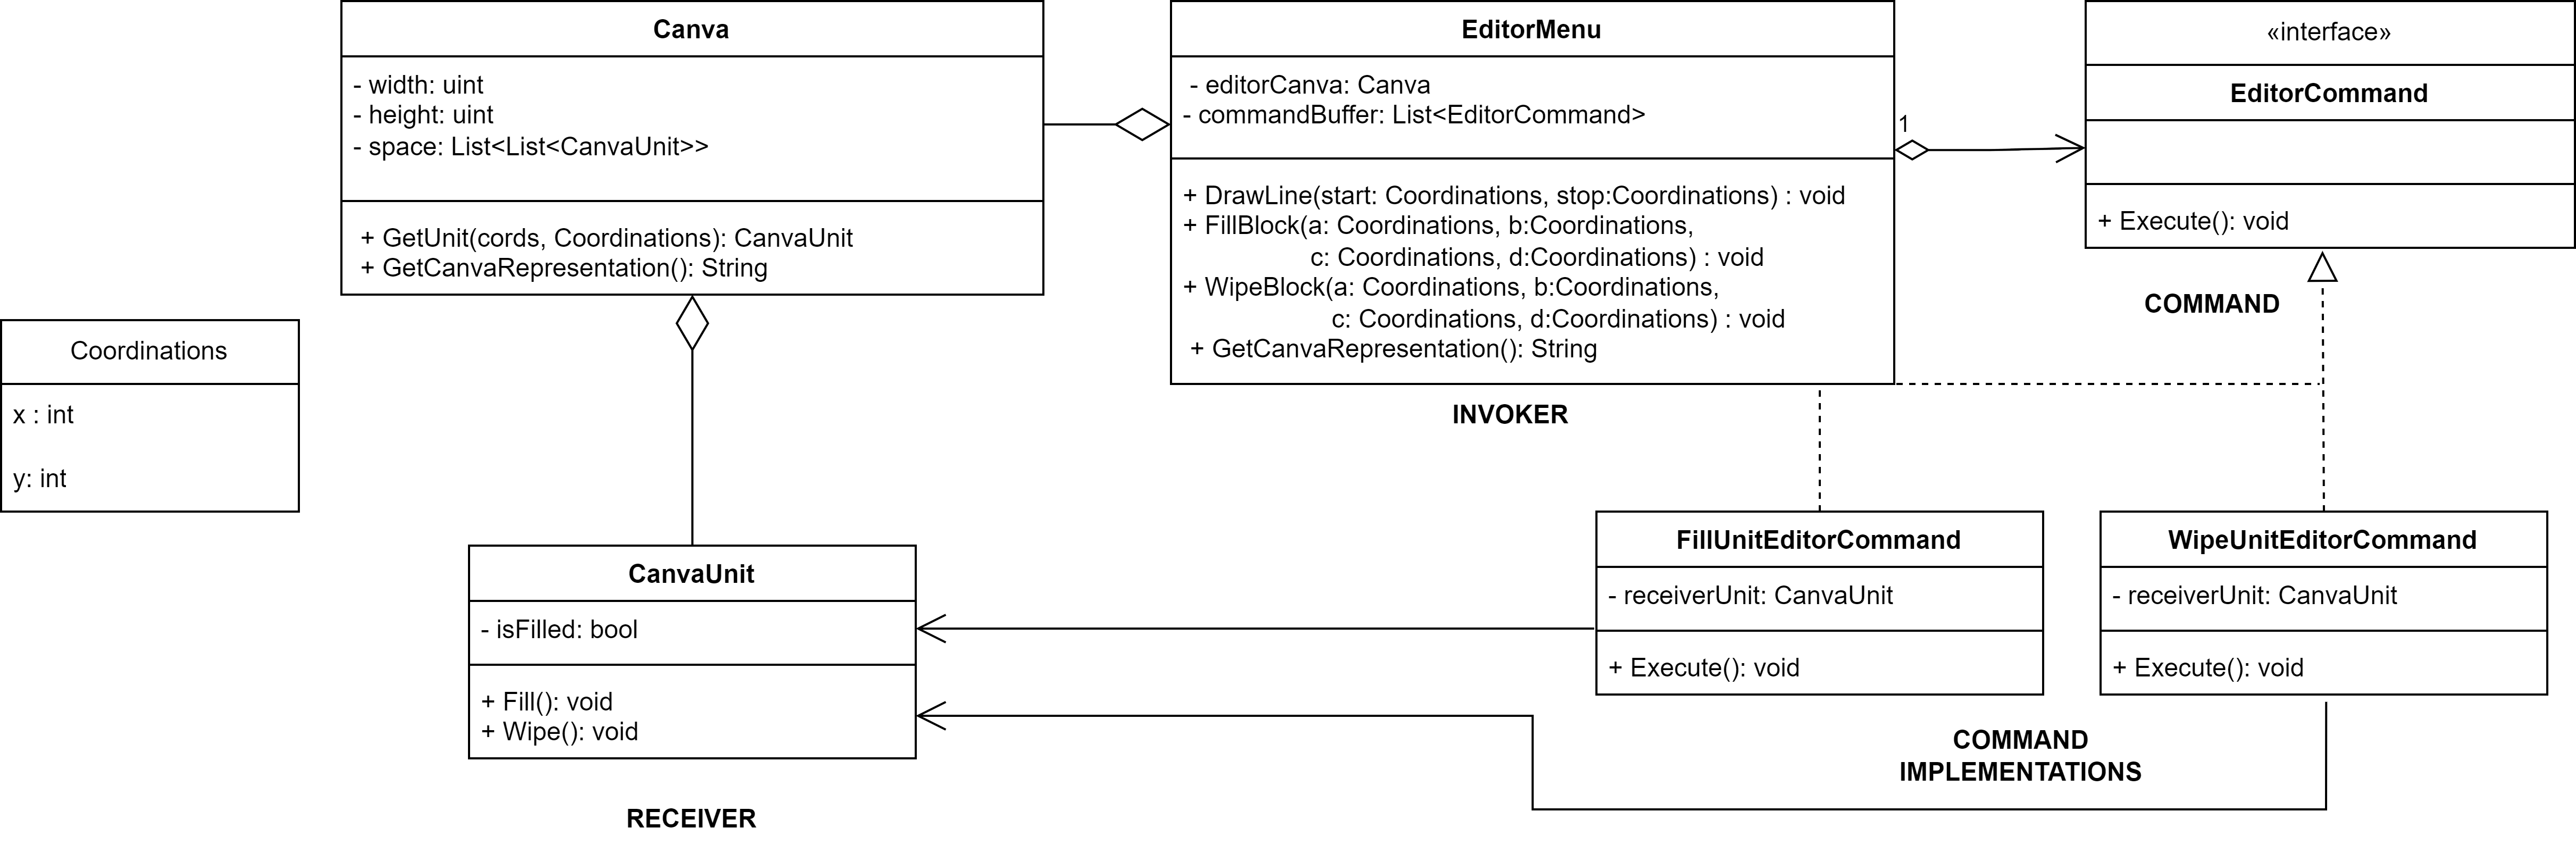 Canva
- width: uint
- height: uint
- space: List<List<CanvaUnit>>
+ GetUnit(cords, Coordinations): CanvaUnit
+ GetCanvaRepresentation(): String
EditorMenu
- editorCanva: Canva
- commandBuffer: List<EditorCommand>
+ DrawLine(start: Coordinations, stop:Coordinations) : void
+ FillBlock(a: Coordinations, b:Coordinations,
c: Coordinations, d:Coordinations) : void
+ WipeBlock(a: Coordinations, b:Coordinations,
c: Coordinations, d:Coordinations) : void
+ GetCanvaRepresentation(): String
INVOKER
1
«interface»
EditorCommand
+ Execute(): void
COMMAND
Coordinations
x : int
y: int
CanvaUnit
- isFilled: bool
+ Fill(): void
+ Wipe(): void
RECEIVER
FillUnitEditorCommand
- receiverUnit: CanvaUnit
+ Execute(): void
WipeUnitEditorCommand
- receiverUnit: CanvaUnit
+ Execute(): void
COMMAND
IMPLEMENTATIONS